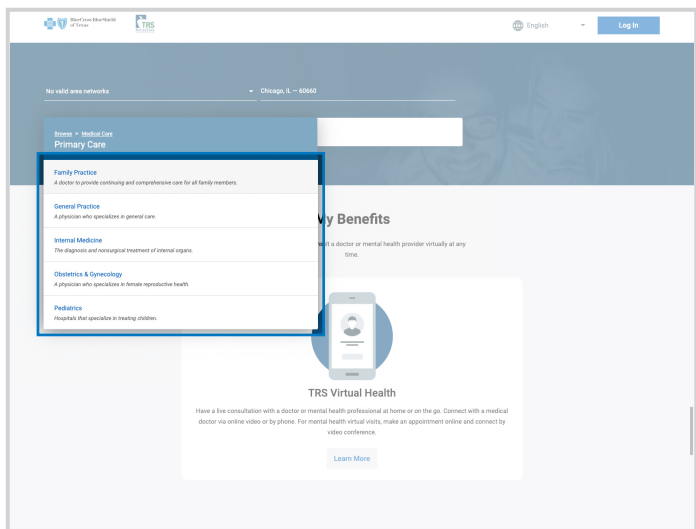 BlueCross BlueShield
of Texas
TRS
English
Log In
No valid area networks
Chicago, IL — 60660
Browse > Medical Care
Primary Care
Family Practice
A doctor to provide continuing and comprehensive care for all family members.
General Practice
A physician who specializes in general care.
Internal Medicine
The diagnosis and nonsurgical treatment of internal organs.
Obstetrics & Gynecology
A physician who specializes in female reproductive health.
Pediatrics
Hospitals that specialize in treating children.
y Benefits
it a doctor or mental health provider virtually at any
time.
TRS Virtual Health
Have a live consultation with a doctor or mental health professional at home or on the go. Connect with a medical
doctor via online video or by phone. For mental health virtual visits, make an appointment online and connect by
video conference.
Learn More